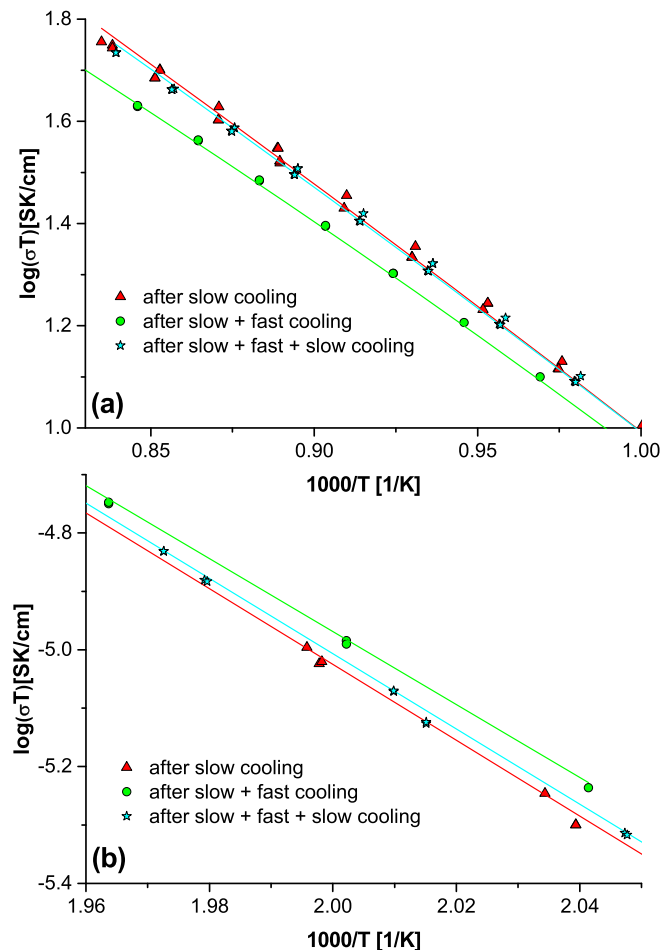 1.8
1.6
1.4
1.2
1.0
log(σT)[SK/cm]
after slow cooling
after slow + fast cooling
after slow + fast + slow cooling
(a)
0.85 0.90 0.95 1.00
1000/T [1/K]
-4.8
-5.0
-5.2
-5.4
log(σT)[SK/cm]
after slow cooling
after slow + fast cooling
after slow + fast + slow cooling
(b)
1.96 1.98 2.00 2.02 2.04
1000/T [1/K]